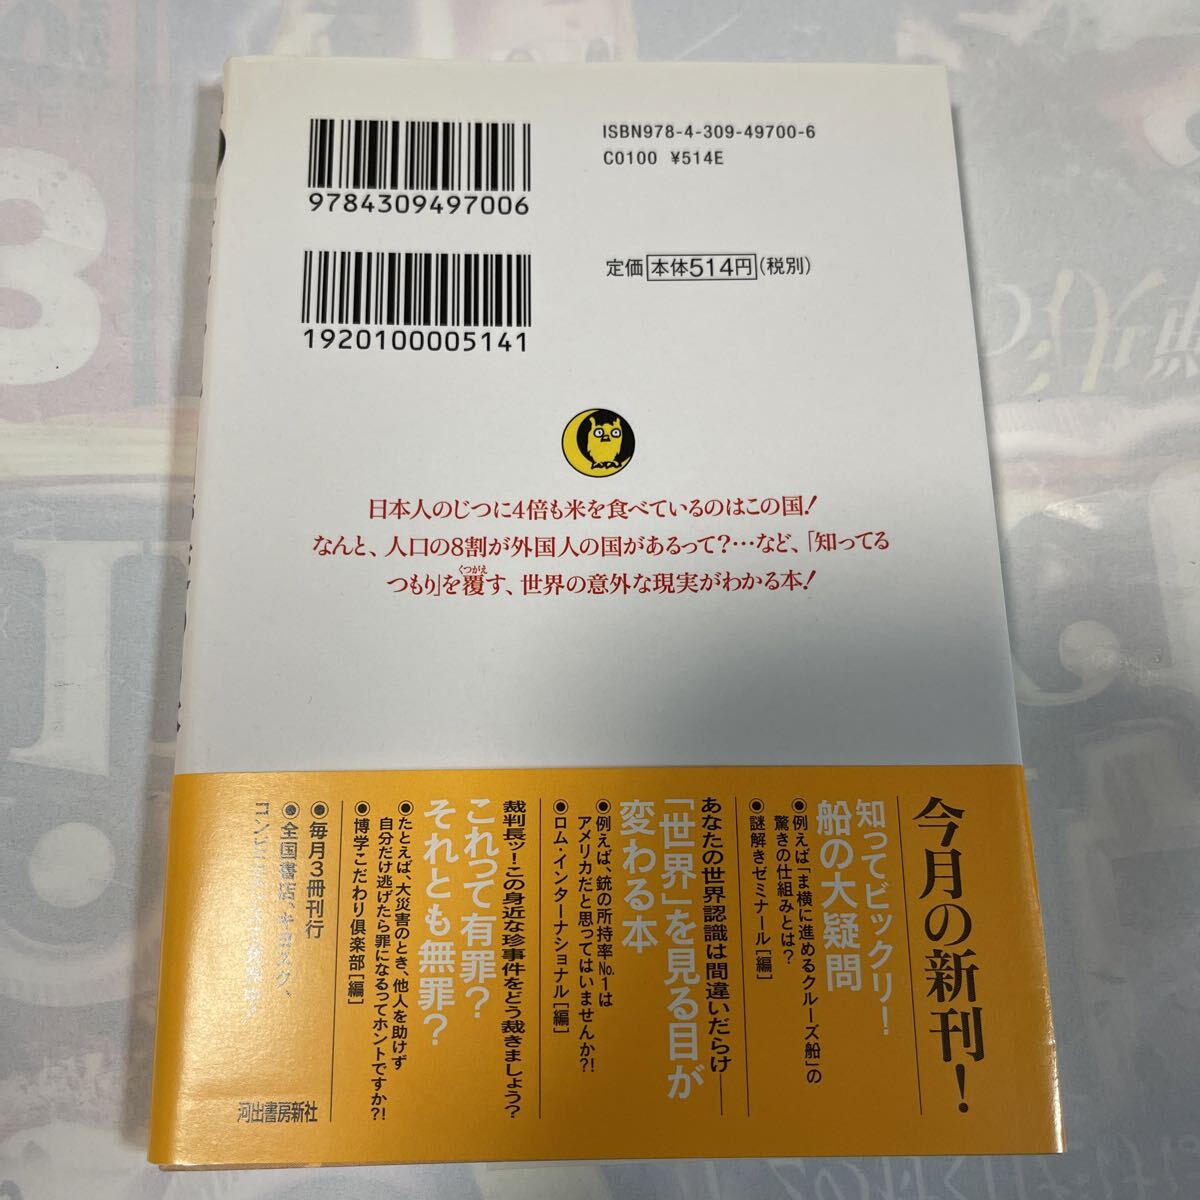 ISBN978-4-309-49700-6
C0100 ¥514E
9784309497006
定価 本体514円 (税別)
1920100005141
日本人のじつに4倍も米を食べているのはこの国!
なんと、人口の8割が外国人の国があるって?…など、「知ってる
くつがえ
つもり」を覆す、世界の意外な現実がわかる本!
今月の新刊!
知ってビックリ!
船の大疑問
●例えば「ま横に進めるクルーズ船」の
驚きの仕組みとは?
●謎解きゼミナール[編]
あなたの世界認識は間違いだらけ――
「世界」を見る目が
変わる本
●例えば、銃の所持率No.1は
アメリカだと思ってはいませんか?!
●ロム・インターナショナル[編]
裁判長ッ!この身近な珍事件をどう裁きましょう?
これって有罪?
それとも無罪?
●たとえば、大災害のとき、他人を助けず
自分だけ逃げたら罪になるってホントですか?!
●博学こだわり倶楽部[編]
●毎月3冊刊行
●全国書店、キヨスク、
河出書房新社